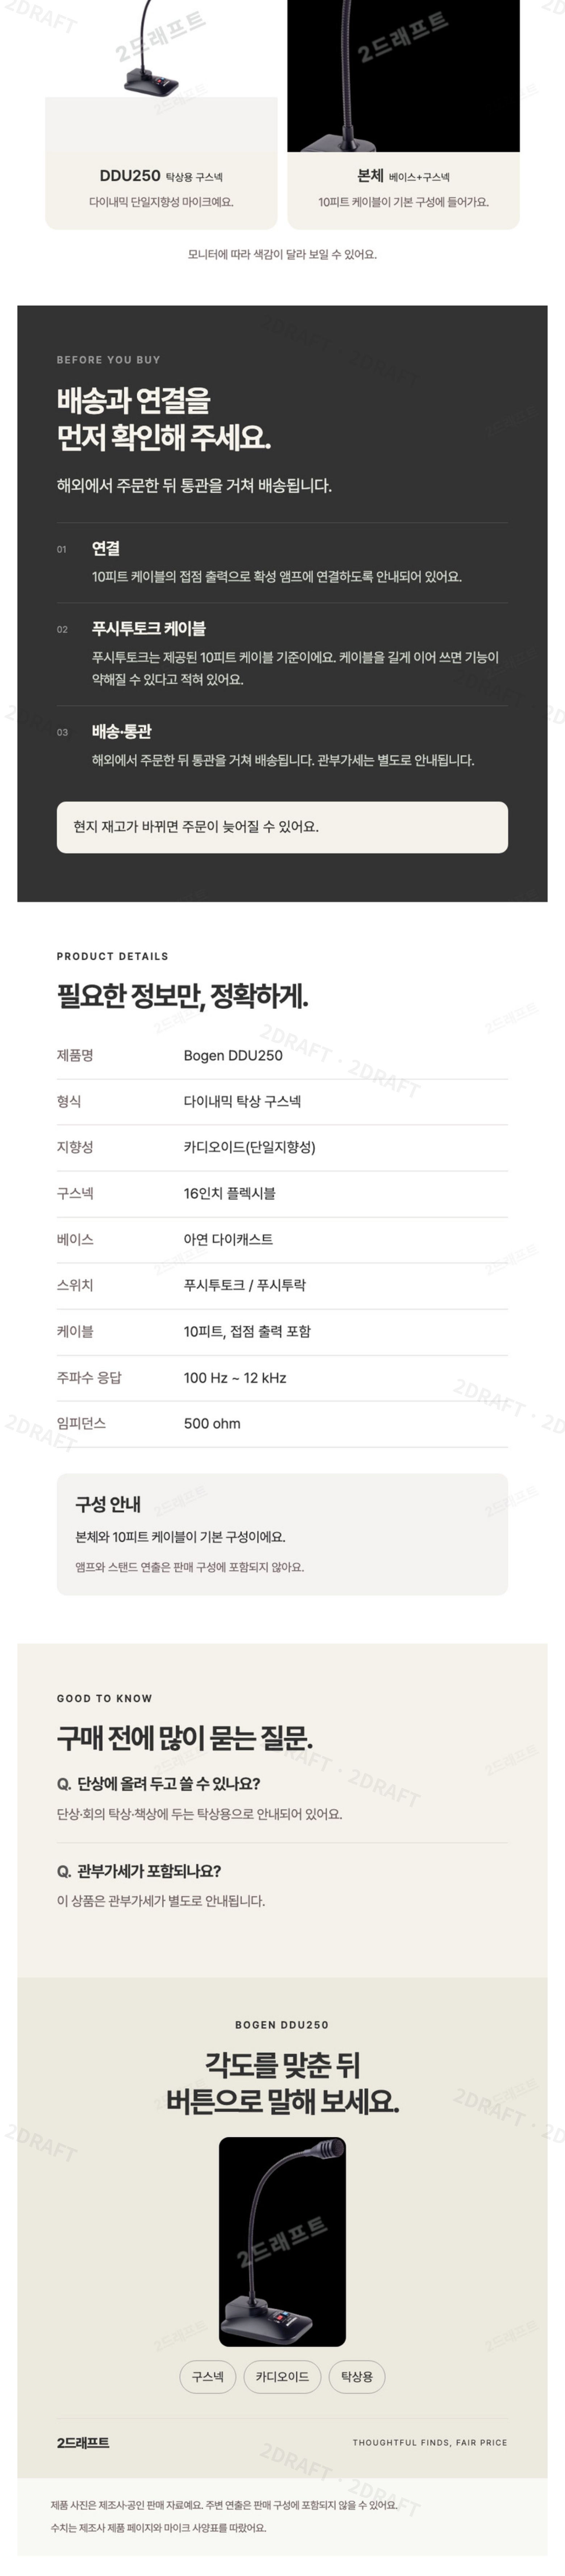 2DRAFT
2드래프트
2드래프트
DDU250 탁상용 구스넥
다이내믹 단일지향성 마이크예요.
본체 베이스+구스넥
10피트 케이블이 기본 구성에 들어가요.
모니터에 따라 색감이 달라 보일 수 있어요.
BEFORE YOU BUY
배송과 연결을
먼저 확인해 주세요.
해외에서 주문한 뒤 통관을 거쳐 배송됩니다.
01 연결
10피트 케이블의 접점 출력으로 확성 앰프에 연결하도록 안내되어 있어요.
02 푸시투토크 케이블
푸시투토크는 제공된 10피트 케이블 기준이에요. 케이블을 길게 이어 쓰면 기능이
약해질 수 있다고 적혀 있어요.
03 배송·통관
해외에서 주문한 뒤 통관을 거쳐 배송됩니다. 관부가세는 별도로 안내됩니다.
현지 재고가 바뀌면 주문이 늦어질 수 있어요.
PRODUCT DETAILS
필요한 정보만, 정확하게.
2DRAFT · 2DRAFT
제품명 Bogen DDU250
형식 다이내믹 탁상 구스넥
지향성 카디오이드(단일지향성)
구스넥 16인치 플렉시블
베이스 아연 다이캐스트
스위치 푸시투토크 / 푸시투락
케이블 10피트, 접점 출력 포함
주파수 응답 100 Hz ~ 12 kHz
임피던스 500 ohm
구성 안내
본체와 10피트 케이블이 기본 구성이에요.
앰프와 스탠드 연출은 판매 구성에 포함되지 않아요.
GOOD TO KNOW
구매 전에 많이 묻는 질문.
Q. 단상에 올려 두고 쓸 수 있나요?
단상·회의 탁상·책상에 두는 탁상용으로 안내되어 있어요.
Q. 관부가세가 포함되나요?
이 상품은 관부가세가 별도로 안내됩니다.
BOGEN DDU250
각도를 맞춘 뒤
버튼으로 말해 보세요.
2드래프트
구스넥 카디오이드 탁상용
2드래프트 THOUGHTFUL FINDS, FAIR PRICE
2DRAFT · 2DRAFT
제품 사진은 제조사·공인 판매 자료예요. 주변 연출은 판매 구성에 포함되지 않을 수 있어요.
수치는 제조사 제품 페이지와 마이크 사양표를 따랐어요.